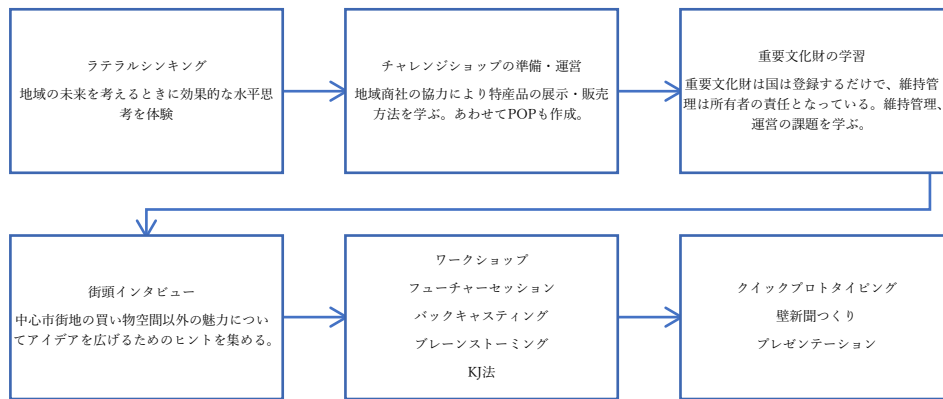 ラテラルシンキング
地域の未来を考えるときに効果的な水平思
考を体験
チャレンジショップの準備・運営
地域商社の協力により特産品の展示・販売
方法を学ぶ。あわせてPOPも作成。
重要文化財の学習
重要文化財は国は登録するだけで、維持管
理は所有者の責任となっている。維持管理、
運営の課題を学ぶ。
街頭インタビュー
中心市街地の買い物空間以外の魅力につい
てアイデアを広げるためのヒントを集める。
ワークショップ
フューチャーセッション
バックキャスティング
ブレーンストーミング
KJ法
クイックプロトタイピング
壁新聞つくり
プレゼンテーション